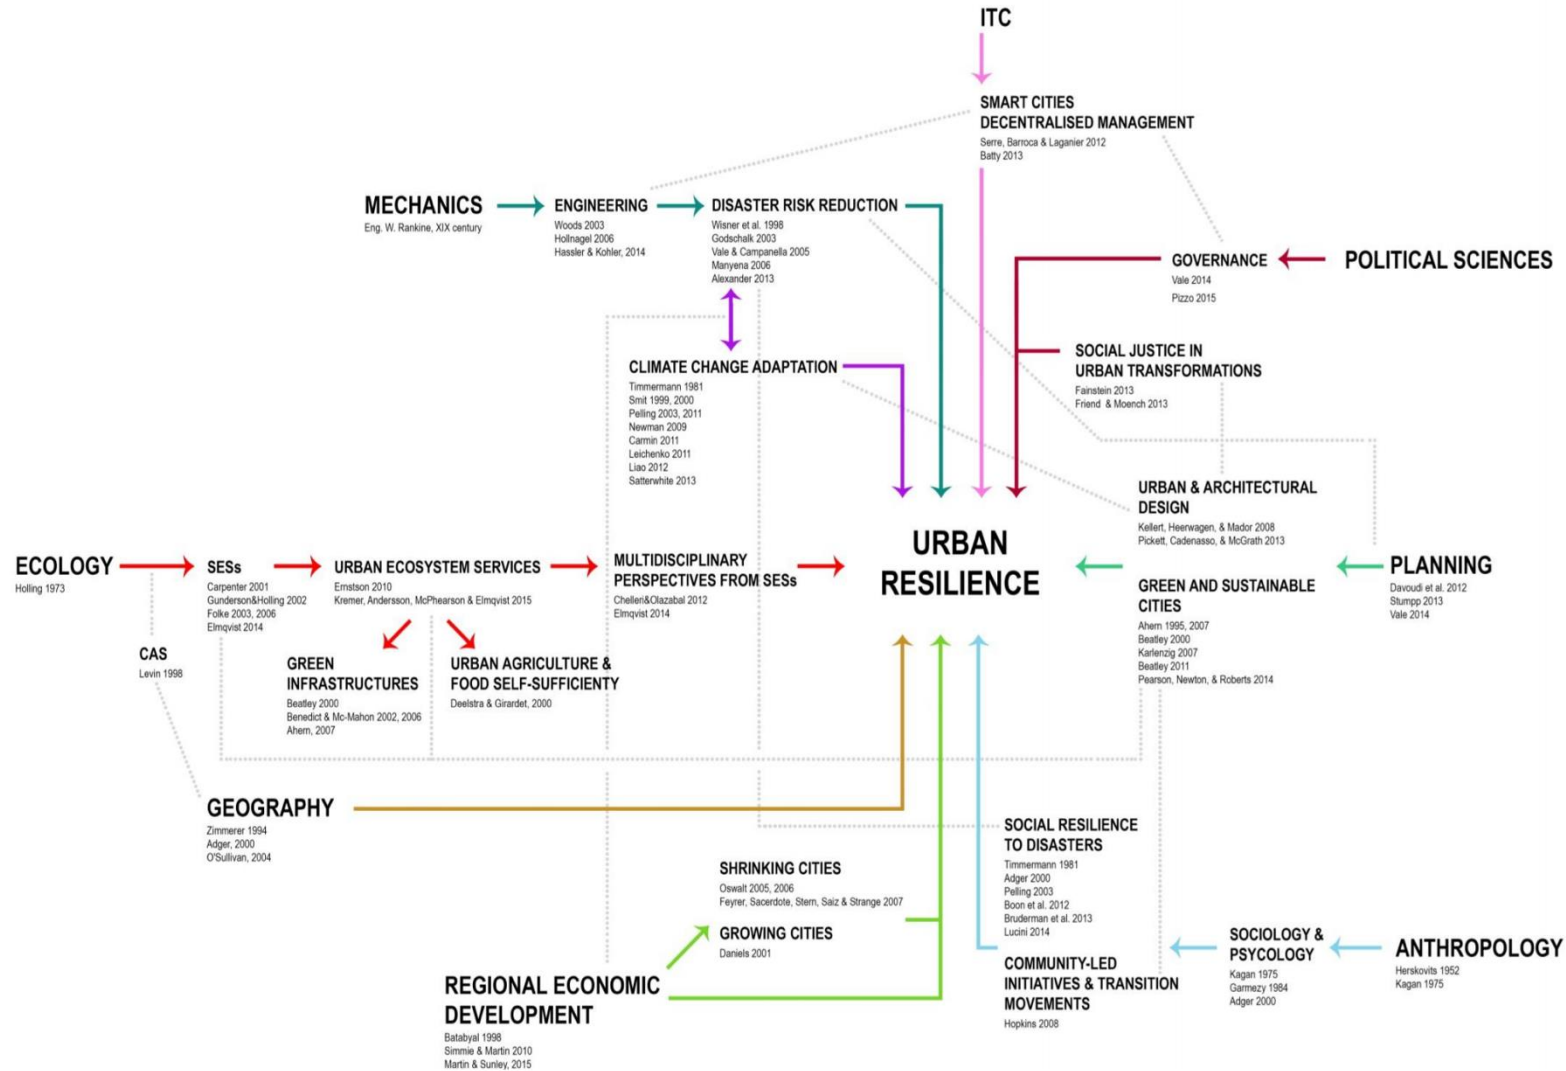 ITC
SMART CITIES
DECENTRALISED MANAGEMENT
Serre, Barroca & Laganier 2012
Batty 2013
MECHANICS
Eng. W. Rankine, XIX century
ENGINEERING
Woods 2003
Hollnagel 2006
Hassler & Kohler, 2014
DISASTER RISK REDUCTION
Wisner et al. 1998
Godschalk 2003
Vale & Campanella 2005
Manyena 2006
Alexander 2013
GOVERNANCE
Vale 2014
Pizzo 2015
POLITICAL SCIENCES
SOCIAL JUSTICE IN
URBAN TRANSFORMATIONS
Fainstein 2013
Friend & Moench 2013
CLIMATE CHANGE ADAPTATION
Timmermann 1981
Smit 1999, 2000
Pelling 2003, 2011
Newman 2009
Carmin 2011
Leichenko 2011
Liao 2012
Satterwhite 2013
URBAN & ARCHITECTURAL
DESIGN
Kellert, Heerwagen, & Mador 2008
Pickett, Cadenasso, & McGrath 2013
ECOLOGY
Holling 1973
SESs
Carpenter 2001
Gunderson&Holling 2002
Folke 2003, 2006
Elmqvist 2014
URBAN ECOSYSTEM SERVICES
Ernstson 2010
Kremer, Andersson, McPhearson & Elmqvist 2015
MULTIDISCIPLINARY
PERSPECTIVES FROM SESs
Chelleri&Olazabal 2012
Elmqvist 2014
URBAN
RESILIENCE
GREEN AND SUSTAINABLE
CITIES
Ahern 1995, 2007
Beatley 2000
Karlenzig 2007
Beatley 2011
Pearson, Newton, & Roberts 2014
PLANNING
Davoudi et al. 2012
Stumpp 2013
Vale 2014
CAS
Levin 1998
GREEN
INFRASTRUCTURES
Beatley 2000
Benedict & Mc-Mahon 2002, 2006
Ahern, 2007
URBAN AGRICULTURE &
FOOD SELF-SUFFICIENTY
Deelstra & Girardet, 2000
GEOGRAPHY
Zimmerer 1994
Adger, 2000
O'Sullivan, 2004
SHRINKING CITIES
Oswalt 2005, 2006
Feyrer, Sacerdote, Stern, Saiz & Strange 2007
GROWING CITIES
Daniels 2001
REGIONAL ECONOMIC
DEVELOPMENT
Batabyal 1998
Simmie & Martin 2010
Martin & Sunley, 2015
SOCIAL RESILIENCE
TO DISASTERS
Timmermann 1981
Adger 2000
Pelling 2003
Boon et al. 2012
Bruderman et al. 2013
Lucini 2014
COMMUNITY-LED
INITIATIVES & TRANSITION
MOVEMENTS
Hopkins 2008
SOCIOLOGY &
PSYCOLOGY
Kagan 1975
Garmezy 1984
Adger 2000
ANTHROPOLOGY
Herskovits 1952
Kagan 1975